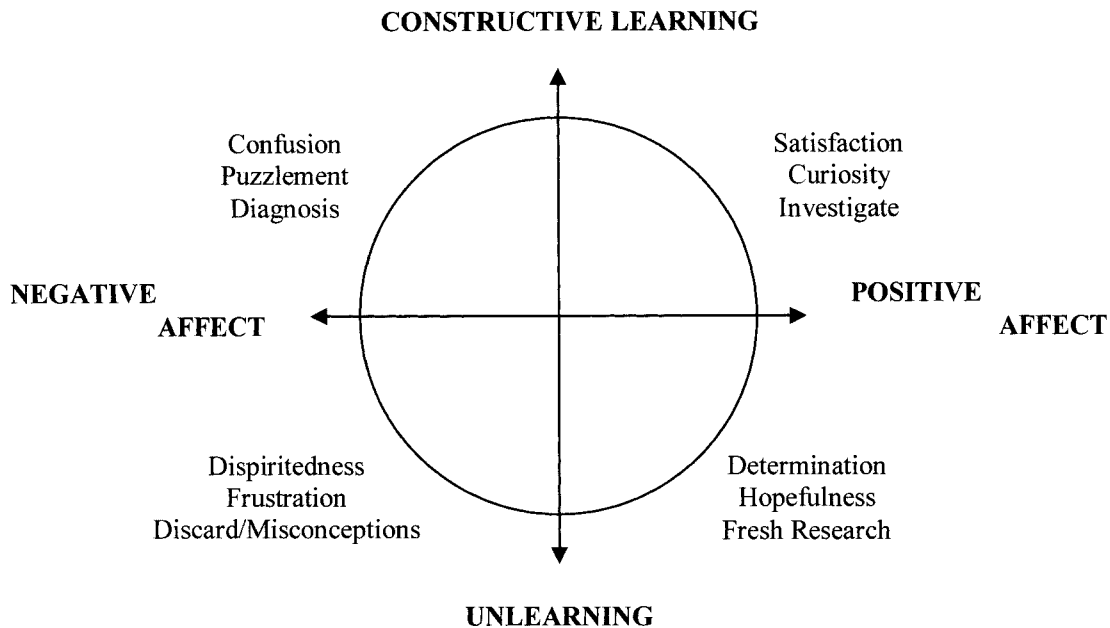 CONSTRUCTIVE LEARNING
Confusion
Puzzlement
Diagnosis
Satisfaction
Curiosity
Investigate
NEGATIVE
AFFECT
POSITIVE
AFFECT
Dispiritedness
Frustration
Discard/Misconceptions
Determination
Hopefulness
Fresh Research
UNLEARNING